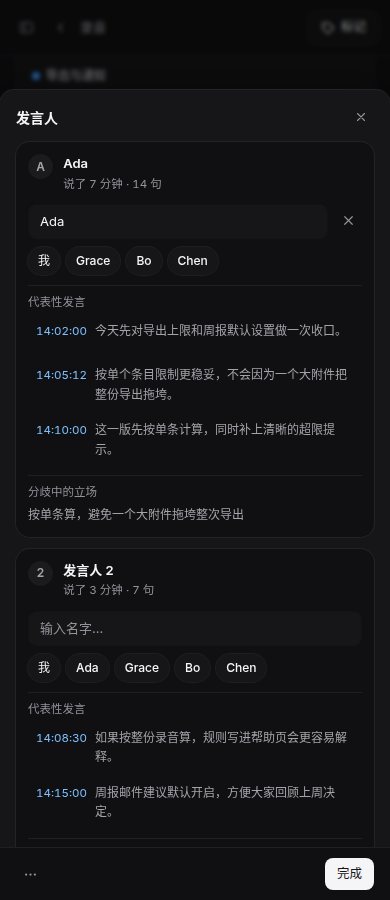 标记
导出与通知
发言人
A
Ada
说了 7 分钟 · 14 句
Ada
我
Grace
Bo
Chen
代表性发言
14:02:00 今天先对导出上限和周报默认设置做一次收口。
14:05:12 按单个条目限制更稳妥，不会因为一个大附件把
整份导出拖垮。
14:10:00 这一版先按单条计算，同时补上清晰的超限提
示。
分歧中的立场
按单条算，避免一个大附件拖垮整次导出
2
发言人 2
说了 3 分钟 · 7 句
输入名字...
我
Ada
Grace
Bo
Chen
代表性发言
14:08:30 如果按整份录音算，规则写进帮助页会更容易解
释。
14:15:00 周报邮件建议默认开启，方便大家回顾上周决
定。
完成